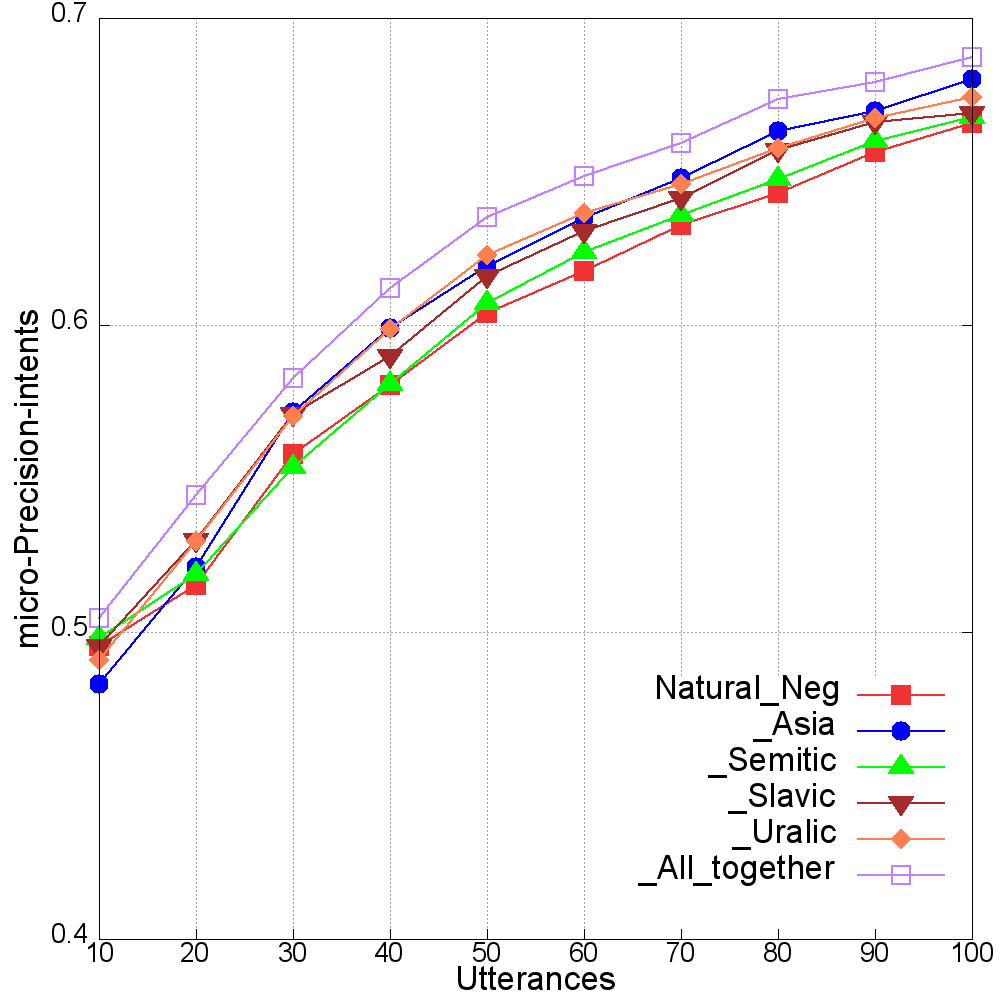 0.7
0.6
0.5
0.4
micro-Precision-intents
Natural_Neg
_Asia
_Semitic
_Slavic
_Uralic
_All_together
10 20 30 40 50 60 70 80 90 100
Utterances